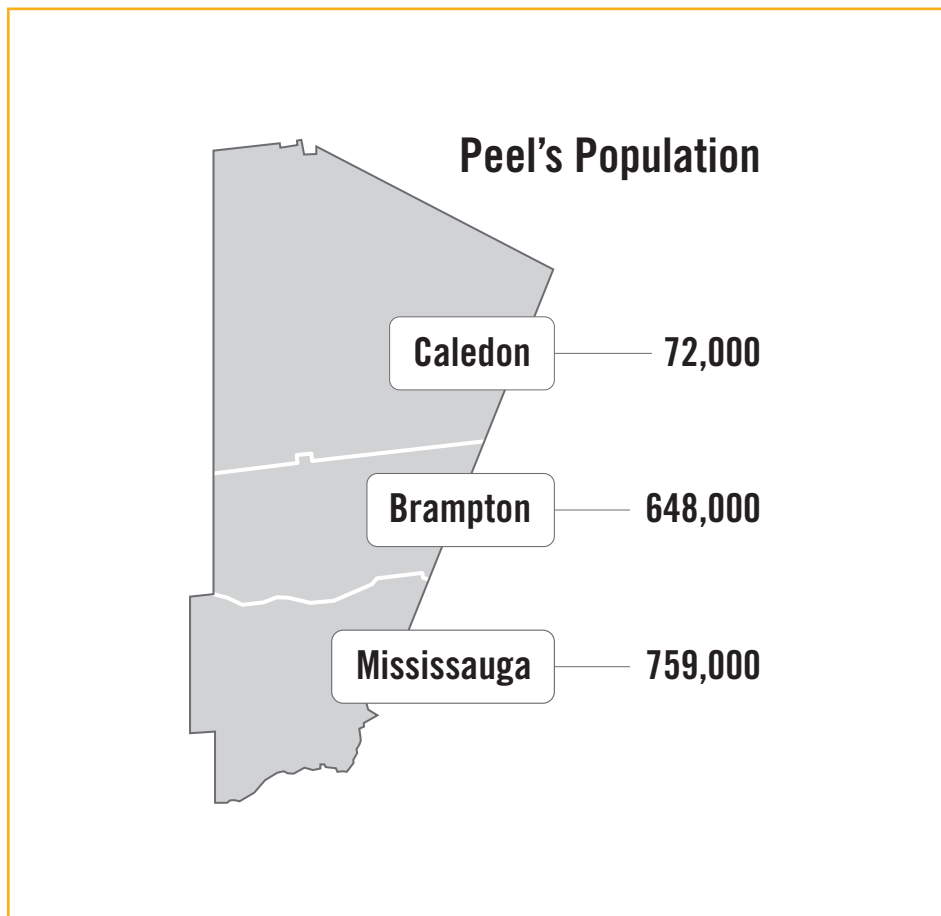 Peel’s Population
Caledon 72,000
Brampton 648,000
Mississauga 759,000